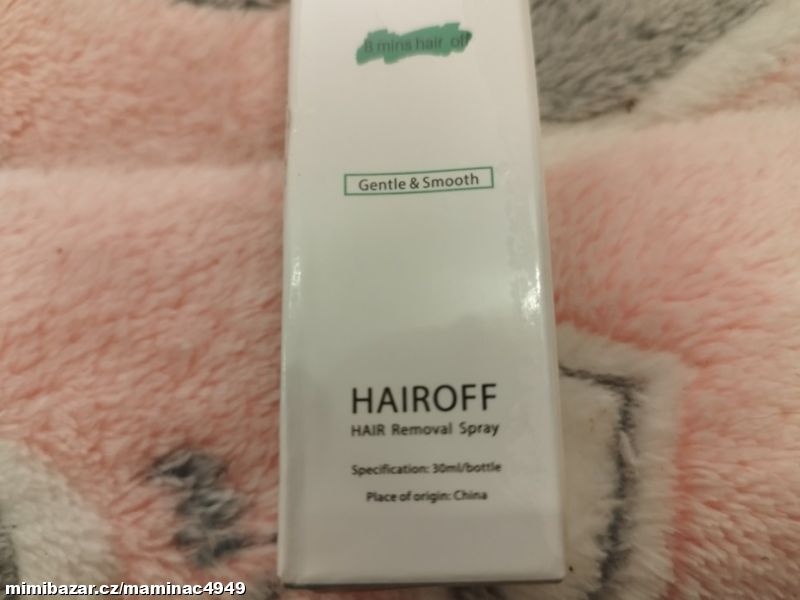 8 mins hair off
Gentle & Smooth
HAIROFF
HAIR Removal Spray
Specification: 30ml/bottle
Place of origin: China
mimibazar.cz/maminac4949